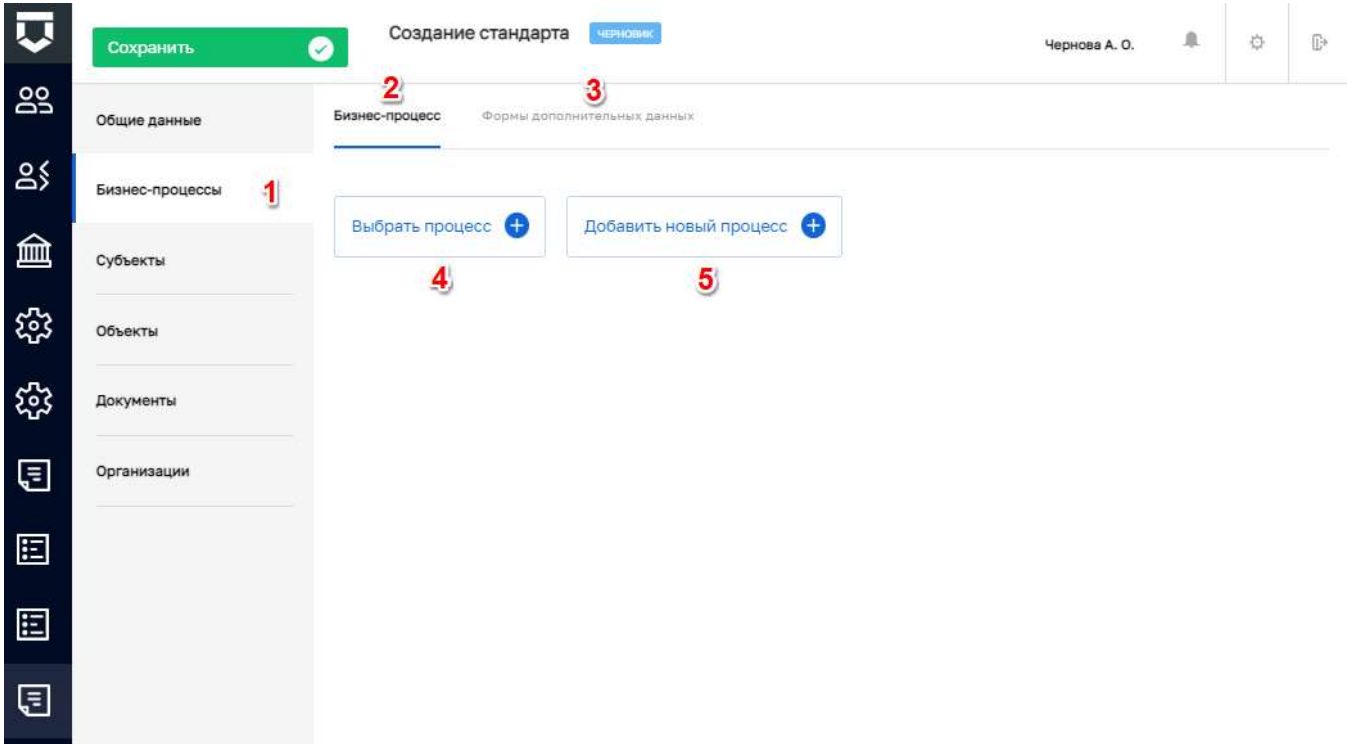 Сохранить
Создание стандарта
ЧЕРНОВИК
Чернова А. О.
2
3
Общие данные
Бизнес-процесс
Формы дополнительных данных
Бизнес-процессы
1
Выбрать процесс
Добавить новый процесс
Субъекты
4
5
Объекты
Документы
Организации